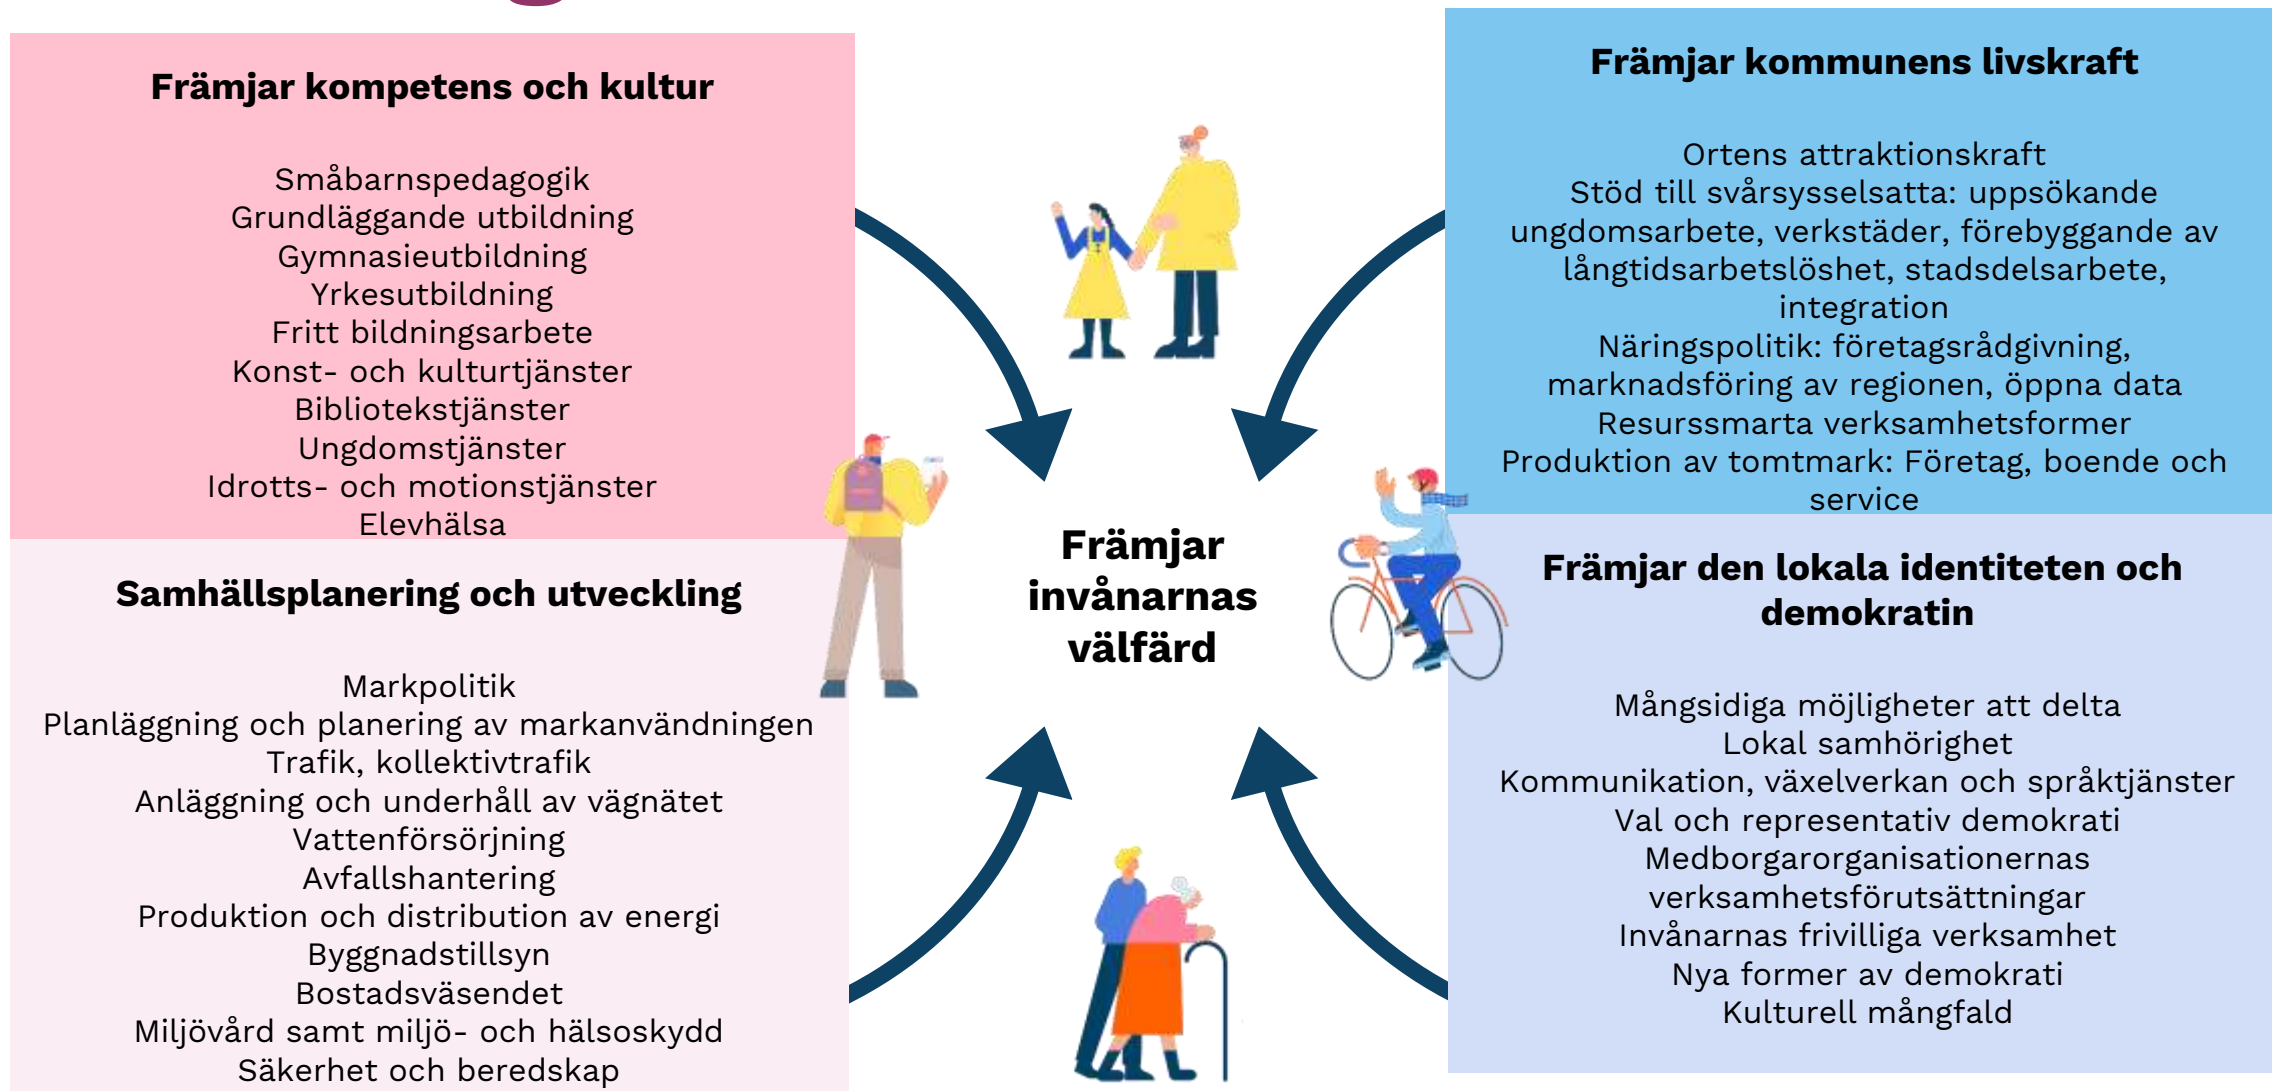 Främjar kompetens och kultur
Småbarnspedagogik
Grundläggande utbildning
Gymnasieutbildning
Yrkesutbildning
Fritt bildningsarbete
Konst- och kulturtjänster
Bibliotekstjänster
Ungdomstjänster
Idrotts- och motionstjänster
Elevhälsa
Samhällsplanering och utveckling
Markpolitik
Planläggning och planering av markanvändningen
Trafik, kollektivtrafik
Anläggning och underhåll av vägnätet
Vattenförsörjning
Avfallshantering
Produktion och distribution av energi
Byggnadstillsyn
Bostadsväsendet
Miljövård samt miljö- och hälsoskydd
Säkerhet och beredskap
Främjar
invånarnas
välfärd
Främjar kommunens livskraft
Ortens attraktionskraft
Stöd till svårsysselsatta: uppsökande
ungdomsarbete, verkstäder, förebyggande av
långtidsarbetslöshet, stadsdelsarbete,
integration
Näringspolitik: företagsrådgivning,
marknadsföring av regionen, öppna data
Resurssmarta verksamhetsformer
Produktion av tomtmark: Företag, boende och
service
Främjar den lokala identiteten och
demokratin
Mångsidiga möjligheter att delta
Lokal samhörighet
Kommunikation, växelverkan och språktjänster
Val och representativ demokrati
Medborgarorganisationernas
verksamhetsförutsättningar
Invånarnas frivilliga verksamhet
Nya former av demokrati
Kulturell mångfald